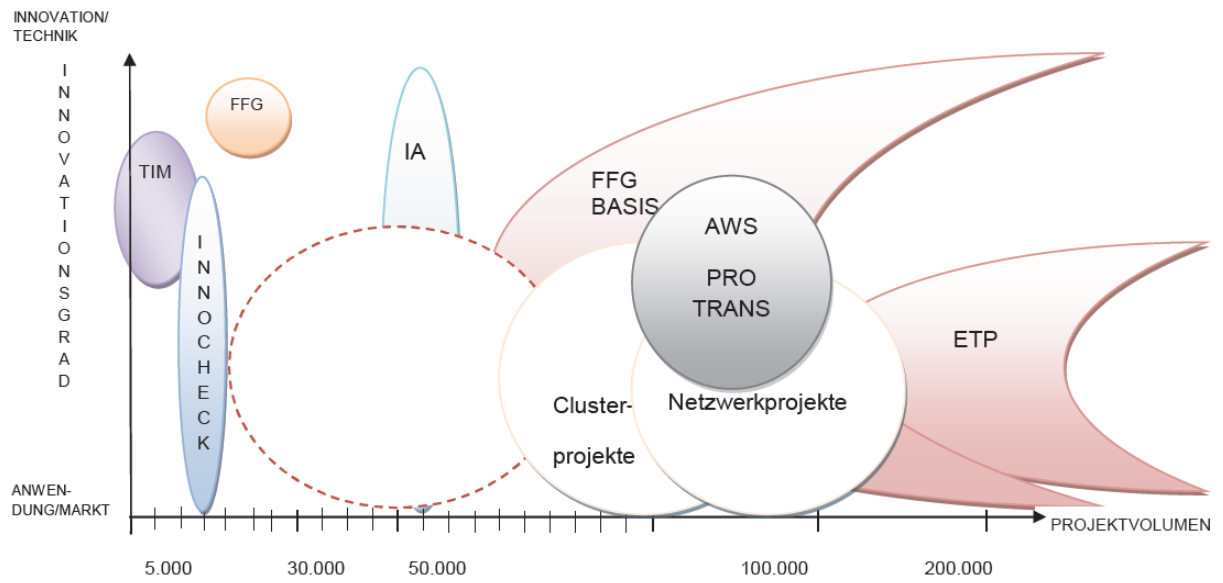 INNOVATION/
TECHNIK
INNOVATIONSGRAD
FFG
TIM
IA
INNOCHECK
FFG
BASIS
AWS
PRO
TRANS
ETP
Cluster-
projekte
Netzwerkprojekte
ANWEN-
DUNG/MARKT
PROJEKTVOLUMEN
5.000 30.000 50.000 100.000 200.000